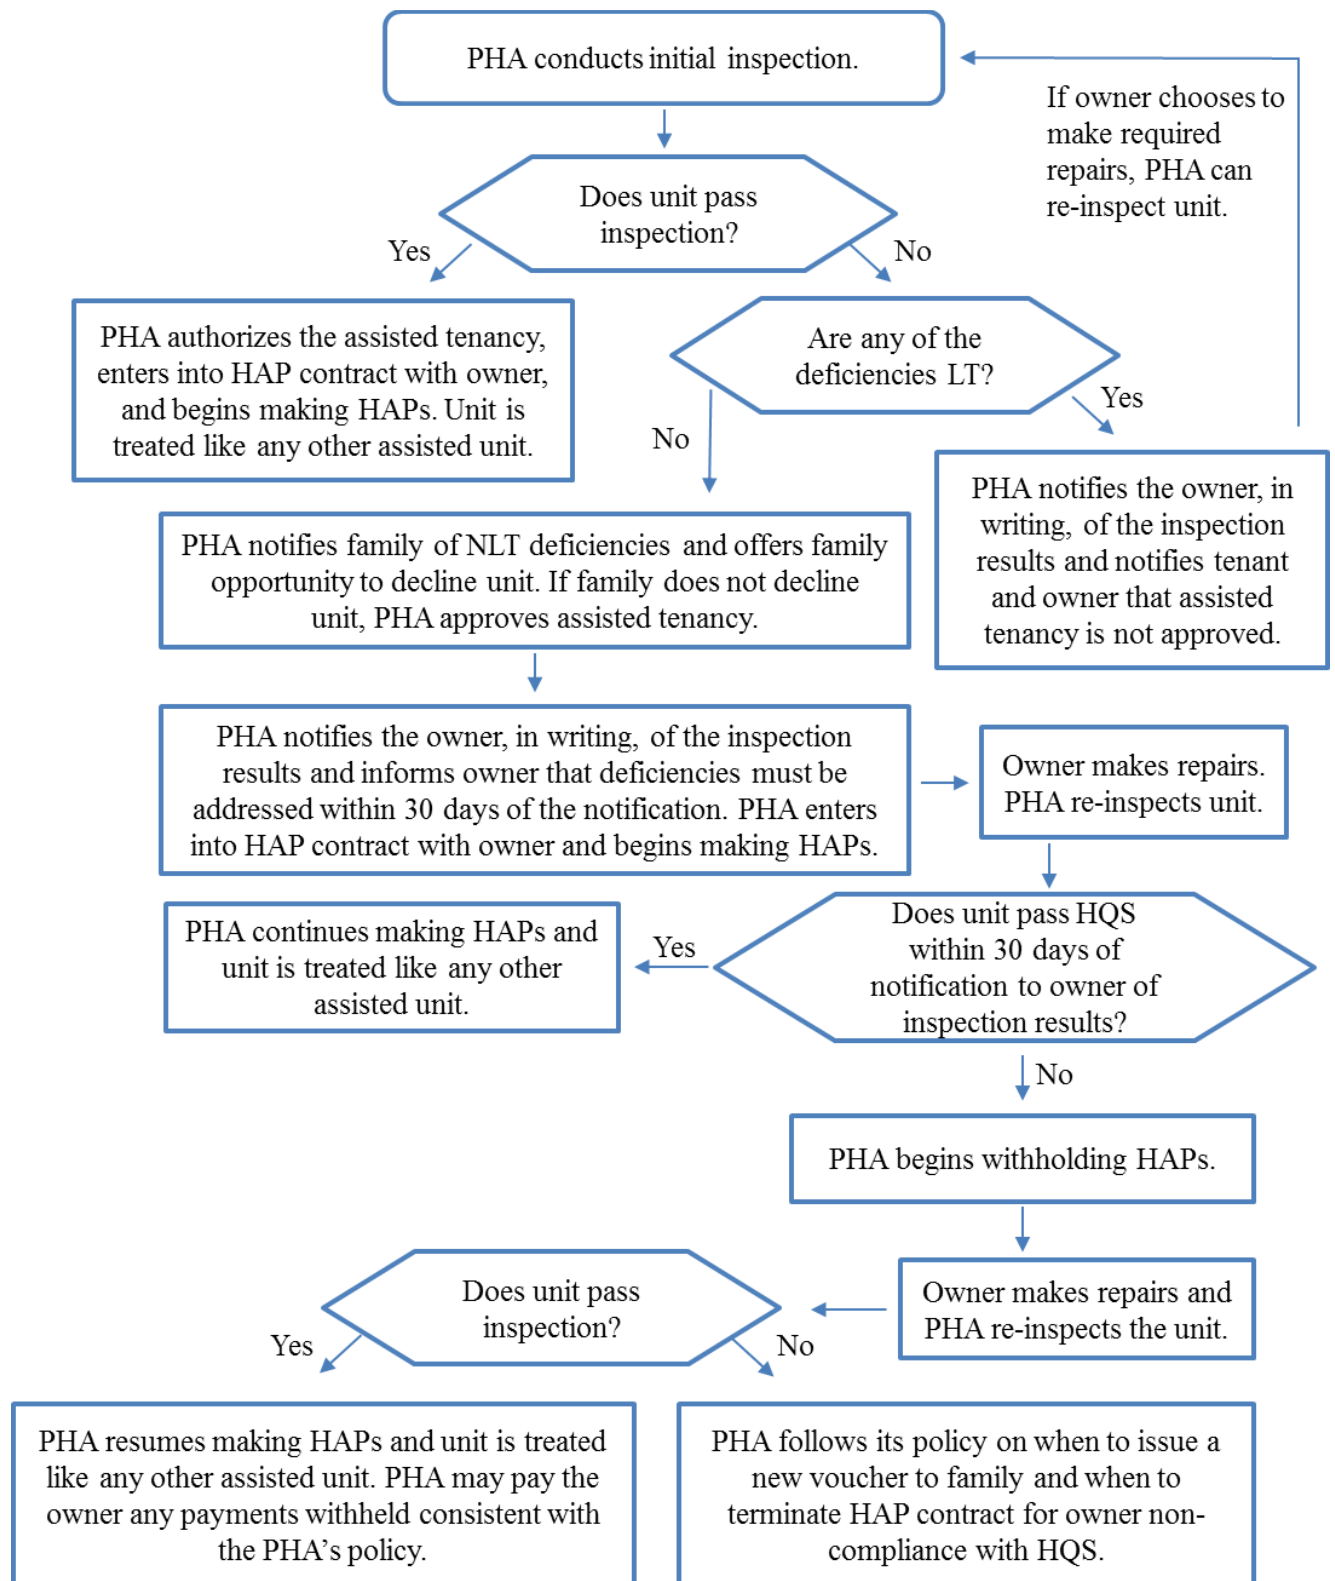 PHA conducts initial inspection.
If owner chooses to
make required
repairs, PHA can
re-inspect unit.
Does unit pass
inspection?
Yes
No
PHA authorizes the assisted tenancy,
enters into HAP contract with owner,
and begins making HAPs. Unit is
treated like any other assisted unit.
Are any of the
deficiencies LT?
Yes
No
PHA notifies the owner, in
writing, of the inspection
results and notifies tenant
and owner that assisted
tenancy is not approved.
PHA notifies family of NLT deficiencies and offers family
opportunity to decline unit. If family does not decline
unit, PHA approves assisted tenancy.
PHA notifies the owner, in writing, of the inspection
results and informs owner that deficiencies must be
addressed within 30 days of the notification. PHA enters
into HAP contract with owner and begins making HAPs.
Owner makes repairs.
PHA re-inspects unit.
Does unit pass HQS
within 30 days of
notification to owner of
inspection results?
Yes
PHA continues making HAPs and
unit is treated like any other
assisted unit.
No
PHA begins withholding HAPs.
Owner makes repairs and
PHA re-inspects the unit.
Does unit pass
inspection?
Yes
No
PHA resumes making HAPs and unit is treated
like any other assisted unit. PHA may pay the
owner any payments withheld consistent with
the PHA's policy.
PHA follows its policy on when to issue a
new voucher to family and when to
terminate HAP contract for owner non-
compliance with HQS.